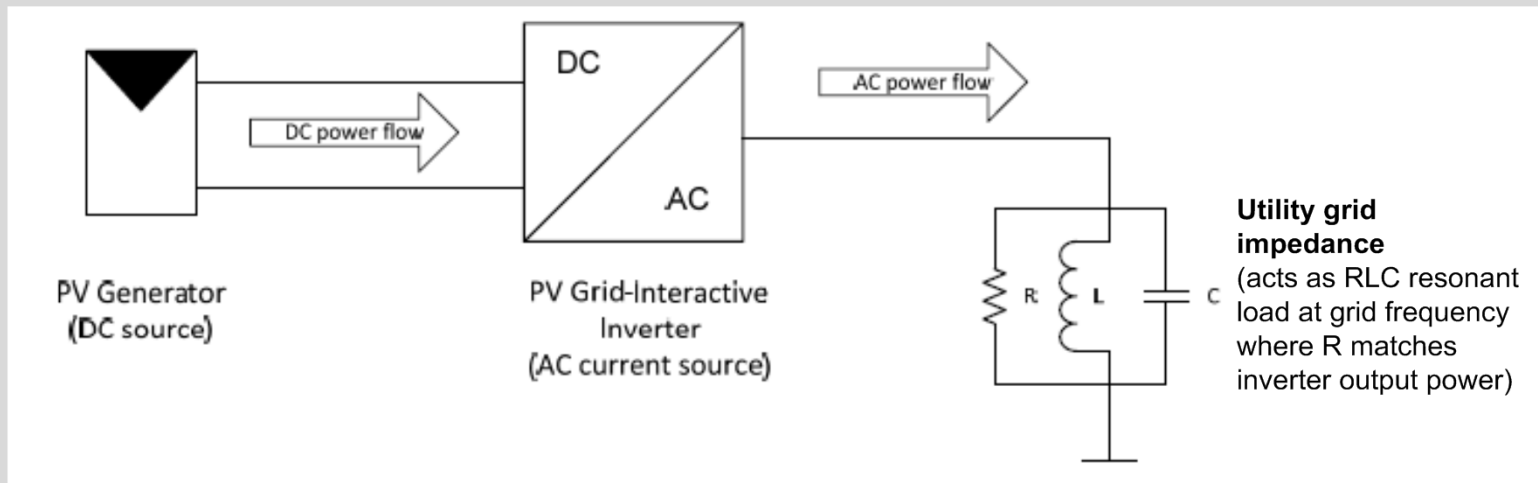 DC
AC power flow
DC power flow
AC
PV Generator
(DC source)
PV Grid-Interactive
Inverter
(AC current source)
R
L
C
Utility grid
impedance
(acts as RLC resonant
load at grid frequency
where R matches
inverter output power)